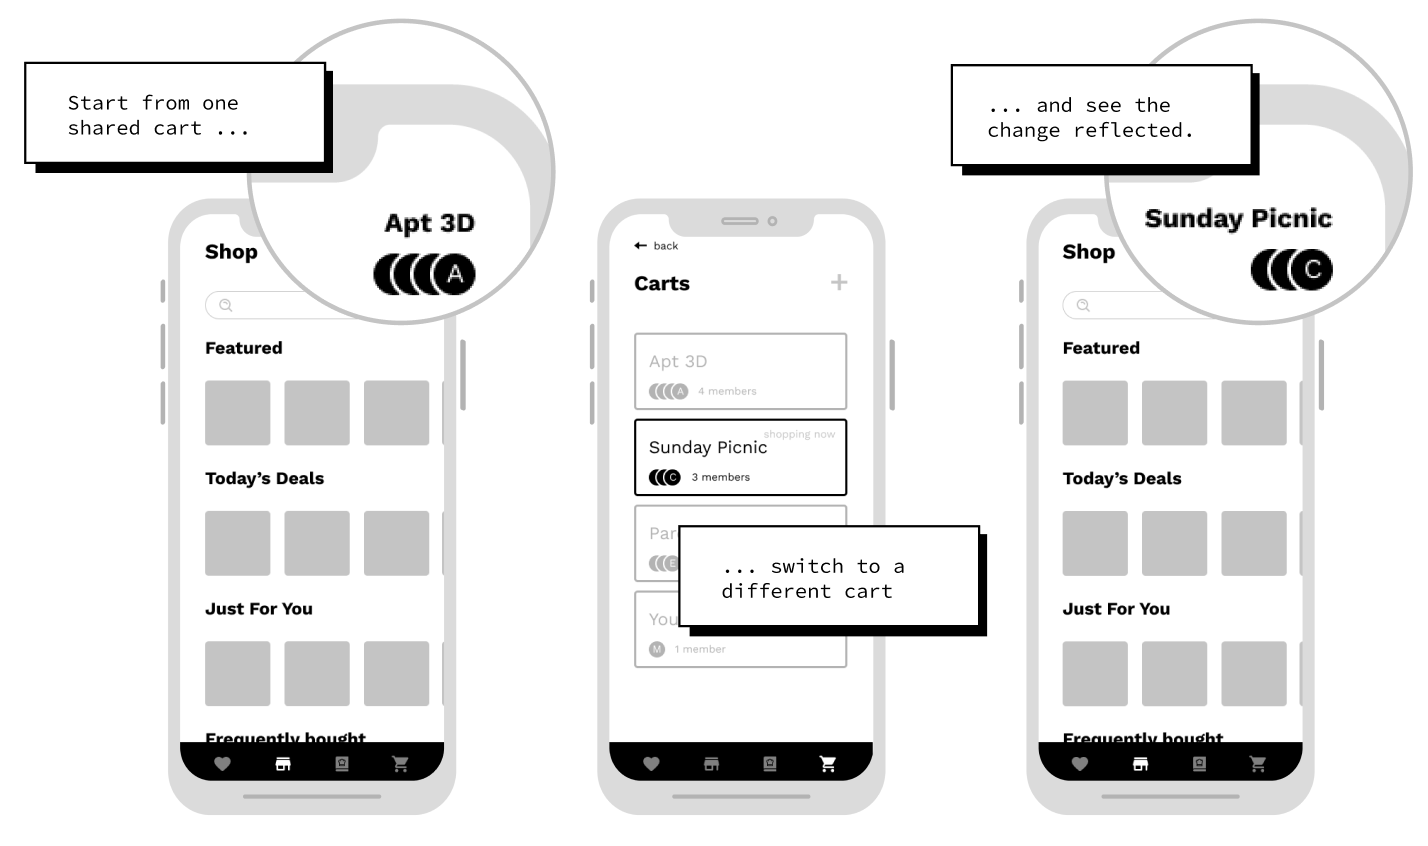 Start from one
shared cart ...
Apt 3D
A
Shop
Featured
Today’s Deals
Just For You
Frequently bought
back
Carts
Apt 3D
A
4 members
shopping now
Sunday Picnic
C
3 members
M
1 member
... switch to a
different cart
... and see the
change reflected.
Sunday Picnic
C
Shop
Featured
Today’s Deals
Just For You
Frequently bought